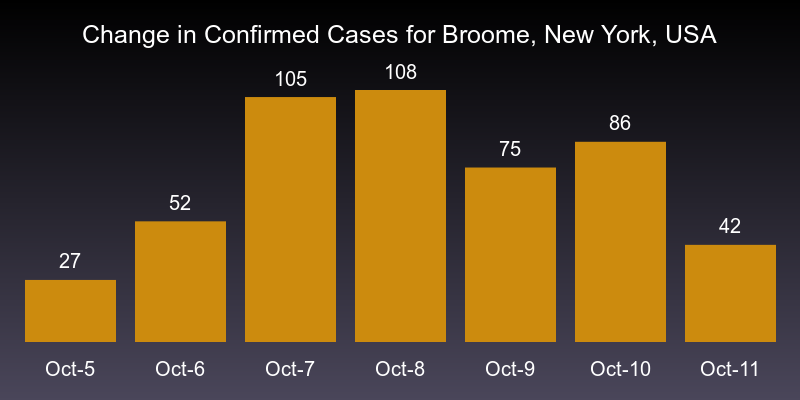 Change in Confirmed Cases for Broome, New York, USA
27
52
105
108
75
86
42
Oct-5
Oct-6
Oct-7
Oct-8
Oct-9
Oct-10
Oct-11